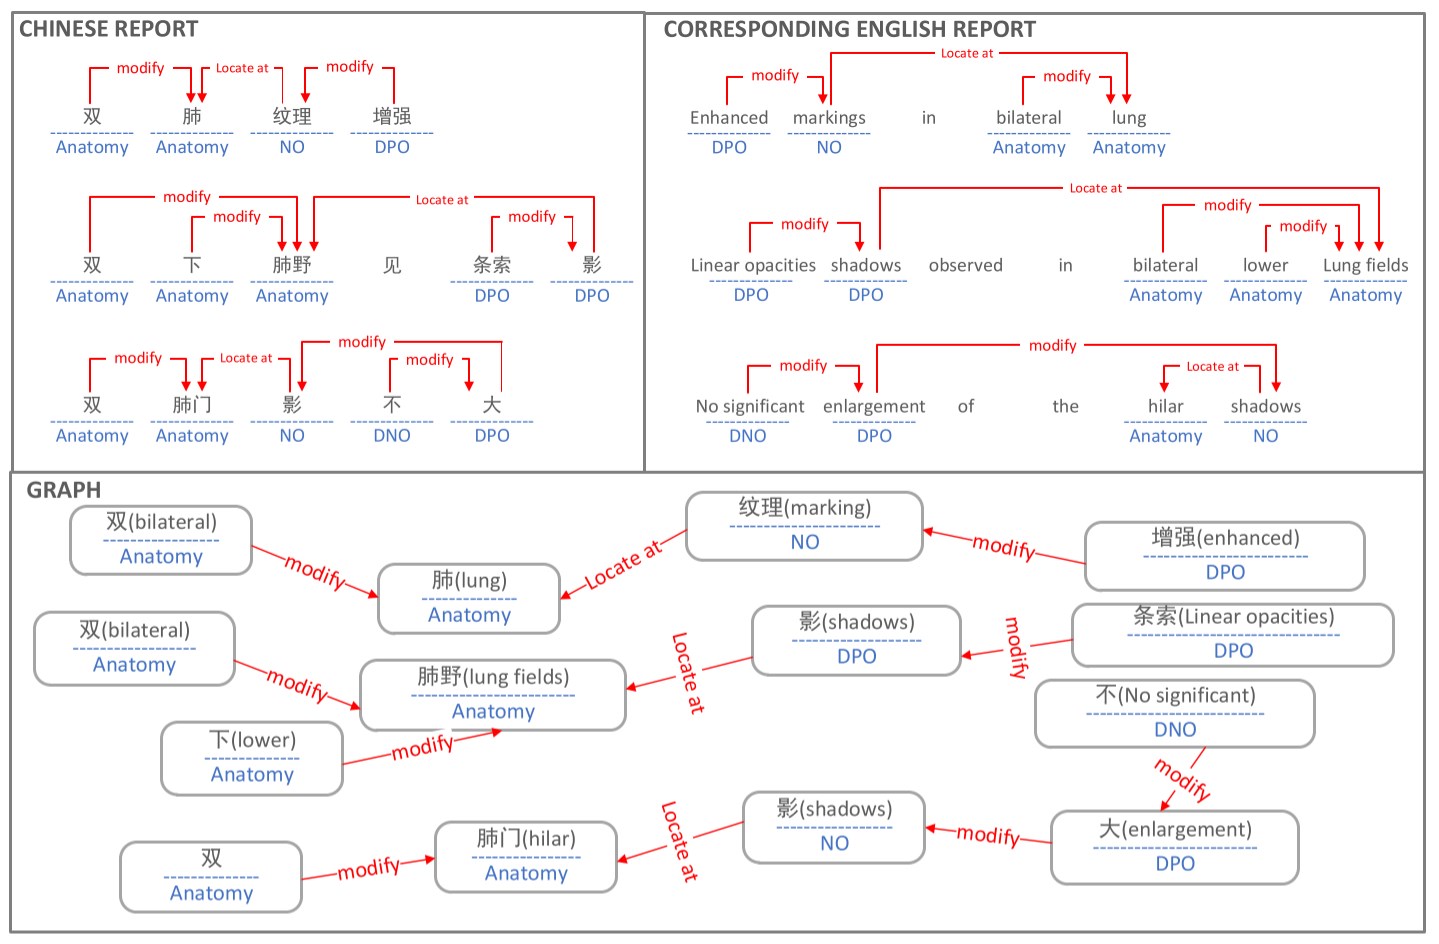 CHINESE REPORT
modify Locate at modify
双 肺 纹理 增强
Anatomy Anatomy NO DPO
modify Locate at
modify modify
双 下 肺野 见 条索 影
Anatomy Anatomy Anatomy DPO DPO
modify
modify Locate at modify
双 肺门 影 不 大
Anatomy Anatomy NO DNO DPO
CORRESPONDING ENGLISH REPORT
Locate at
modify modify
Enhanced markings in bilateral lung
DPO NO Anatomy Anatomy
Locate at
modify
modify modify
Linear opacities shadows observed in bilateral lower Lung fields
DPO DPO Anatomy Anatomy Anatomy
modify
modify Locate at
No significant enlargement of the hilar shadows
DNO DPO Anatomy NO
GRAPH
双(bilateral)
Anatomy
modify
肺(lung)
Anatomy
Locate at
纹理(marking)
NO
modify
增强(enhanced)
DPO
双(bilateral)
Anatomy
modify
下(lower)
Anatomy
modify
肺野(lung fields)
Anatomy
Locate at
影(shadows)
DPO
modify
条索(Linear opacities)
DPO
不(No significant)
DNO
modify
双
Anatomy
modify
肺门(hilar)
Anatomy
Locate at
影(shadows)
NO
modify
大(enlargement)
DPO